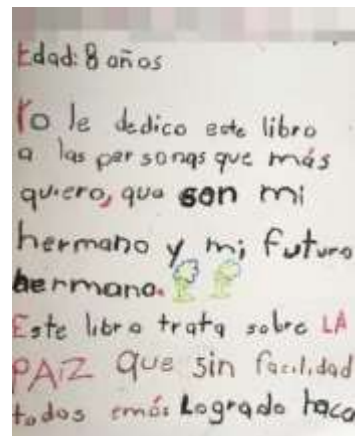 Edad: 8 años
Yo le dedico este libro
a las personas que más
quiero, que son mi
hermano y mi futuro
hermano.
Este libro trata sobre LA
PAZ que sin facilidad
todos emós Logrado hace